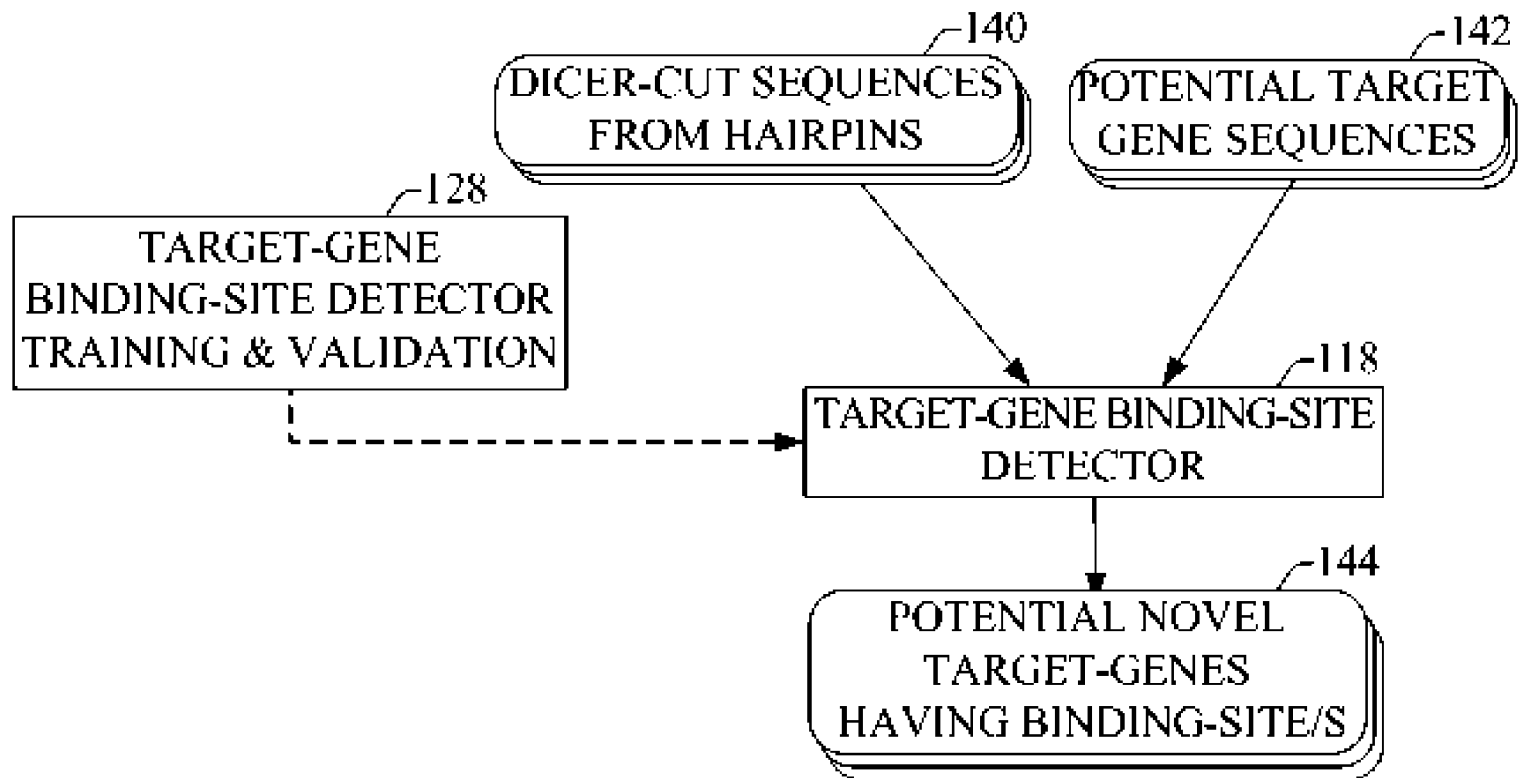 140
DICER-CUT SEQUENCES
FROM HAIRPINS
142
POTENTIAL TARGET
GENE SEQUENCES
128
TARGET-GENE
BINDING-SITE DETECTOR
TRAINING & VALIDATION
118
TARGET-GENE BINDING-SITE
DETECTOR
144
POTENTIAL NOVEL
TARGET-GENES
HAVING BINDING-SITE/S